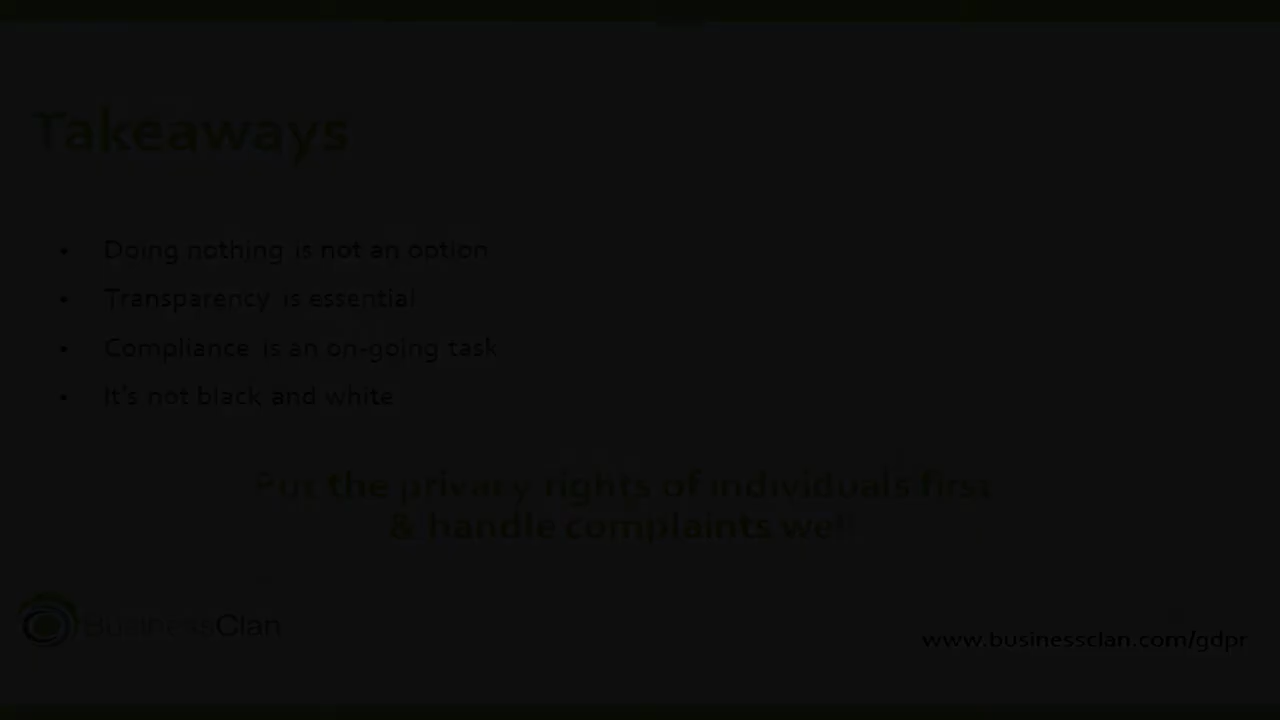 Takeaways
• Doing nothing is not an option
• Transparency is essential
• Compliance is an on-going task
• It's not black and white
Put the privacy rights of individuals first
& handle complaints well
BusinessClan
www.businessclan.com/gdpr